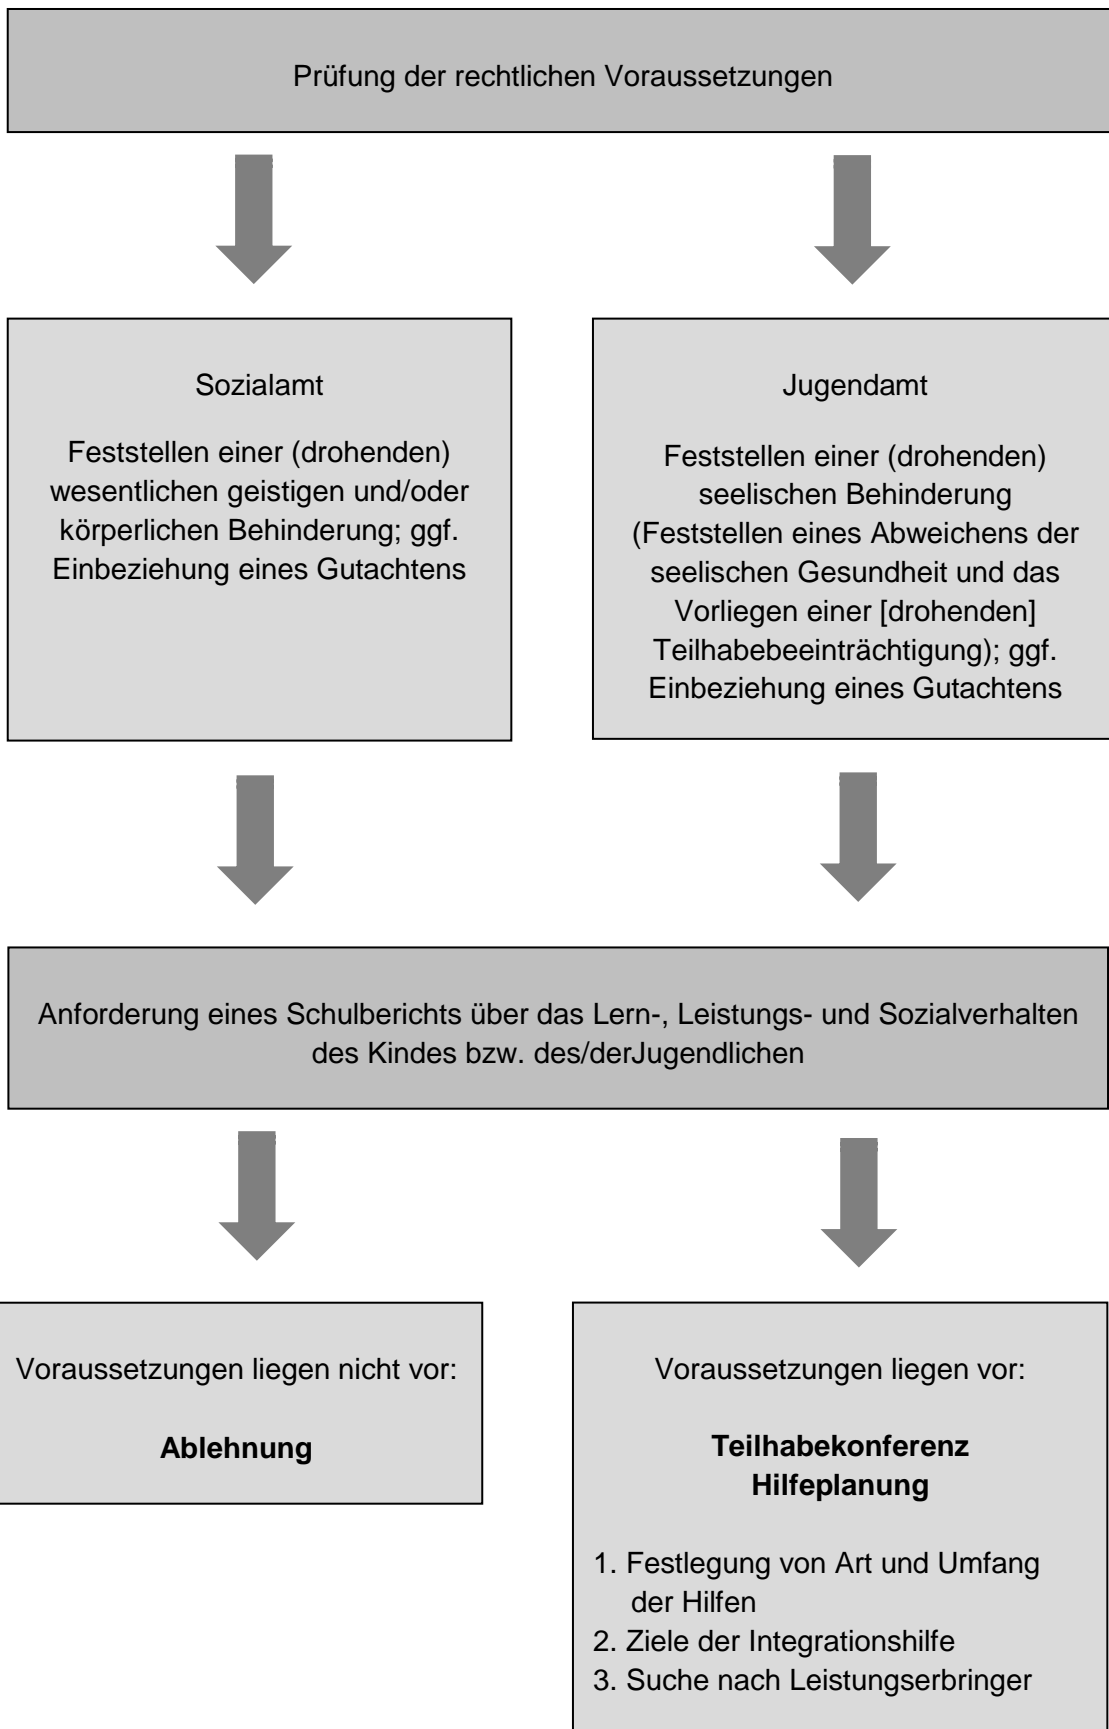 Prüfung der rechtlichen Voraussetzungen
Sozialamt
Feststellen einer (drohenden)
wesentlichen geistigen und/oder
körperlichen Behinderung; ggf.
Einbeziehung eines Gutachtens
Jugendamt
Feststellen einer (drohenden)
seelischen Behinderung
(Feststellen eines Abweichens der
seelischen Gesundheit und das
Vorliegen einer [drohenden]
Teilhabebeeinträchtigung); ggf.
Einbeziehung eines Gutachtens
Anforderung eines Schulberichts über das Lern-, Leistungs- und Sozialverhalten
des Kindes bzw. des/derJugendlichen
Voraussetzungen liegen nicht vor:
Ablehnung
Voraussetzungen liegen vor:
Teilhabekonferenz
Hilfeplanung
1. Festlegung von Art und Umfang
der Hilfen
2. Ziele der Integrationshilfe
3. Suche nach Leistungserbringer